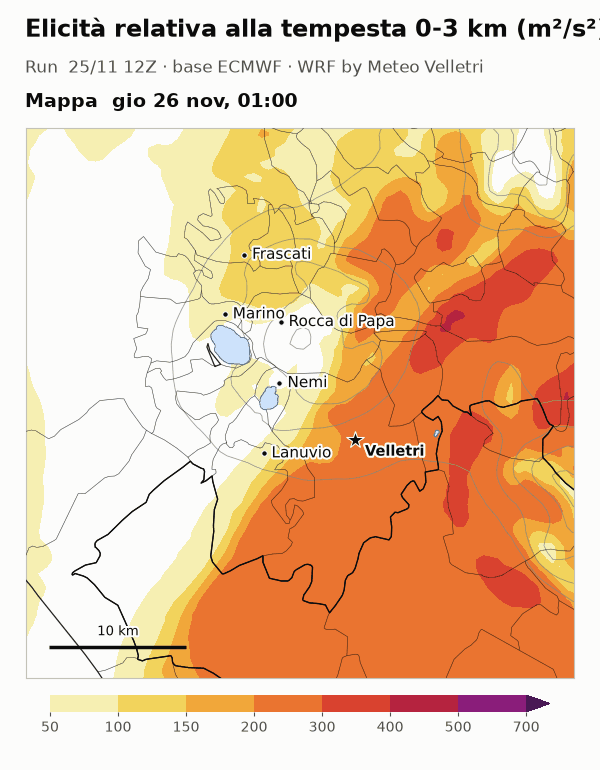 Elicità relativa alla tempesta 0-3 km (m²/s²)
Run 25/11 12Z · base ECMWF · WRF by Meteo Velletri
Mappa gio 26 nov, 01:00
Frascati
Marino
Rocca di Papa
Nemi
Velletri
Lanuvio
10 km
50 100 150 200 300 400 500 700